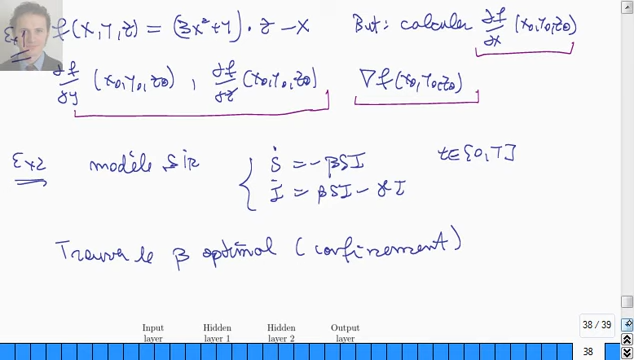 Ex1 f(x,y,z) = (3x²+y)·z - x But: calculer ∂f/∂x (x0,y0,z0)
∂f/∂y (x0,y0,z0), ∂f/∂z (x0,y0,z0) ∇f(x0,y0,z0)
Ex2 modèle SIR { Ṡ = -βSI t∈[0,T]
İ = βSI - γI
Trouver le β optimal (confinement)
38 / 39
Input layer Hidden layer 1 Hidden layer 2 Output layer
38